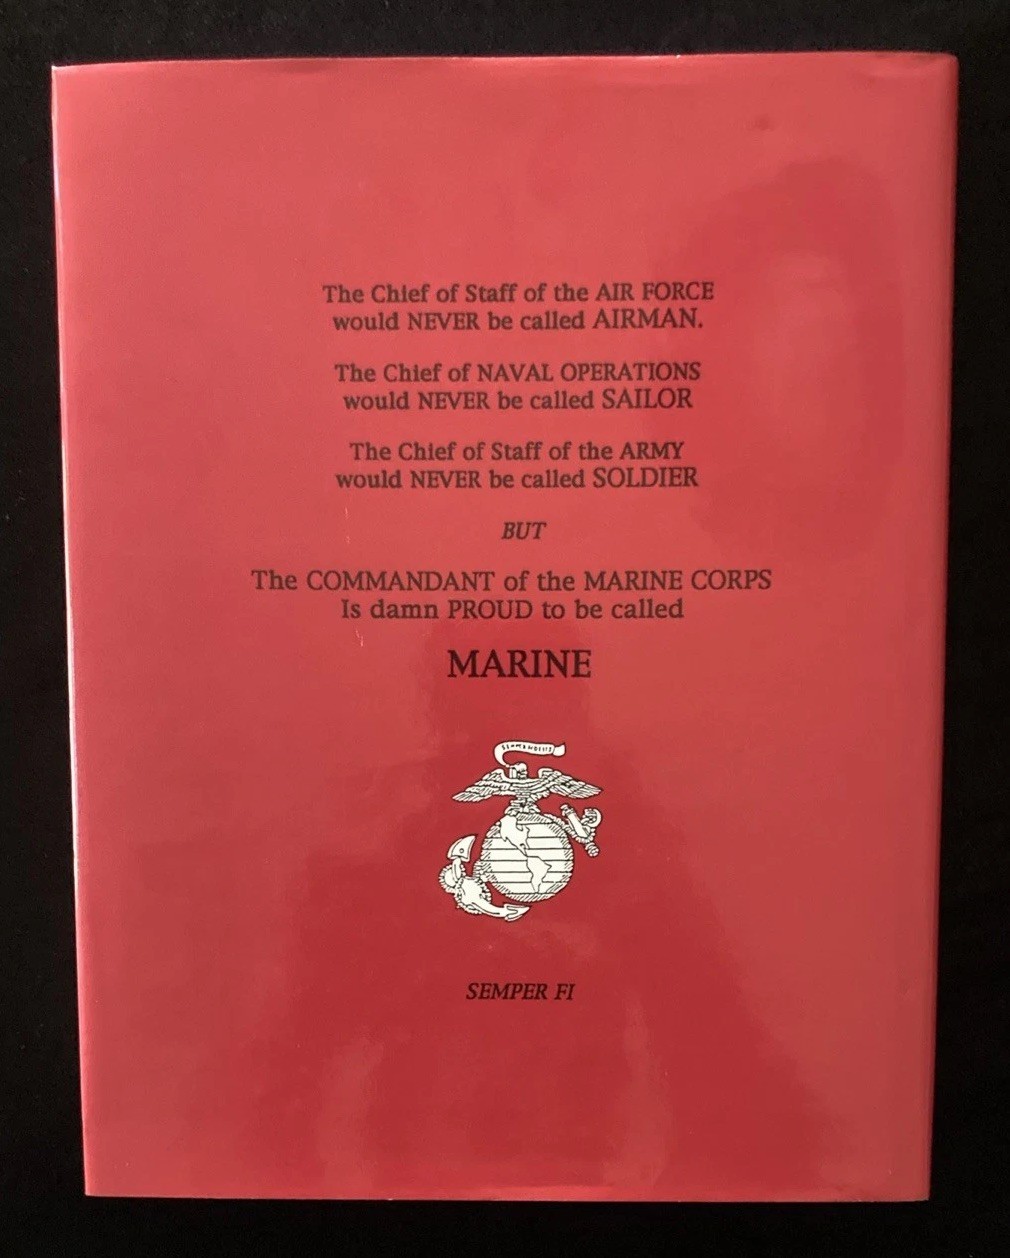 The Chief of Staff of the AIR FORCE
would NEVER be called AIRMAN.
The Chief of NAVAL OPERATIONS
would NEVER be called SAILOR
The Chief of Staff of the ARMY
would NEVER be called SOLDIER
BUT
The COMMANDANT of the MARINE CORPS
Is damn PROUD to be called
MARINE
SEMPER FI